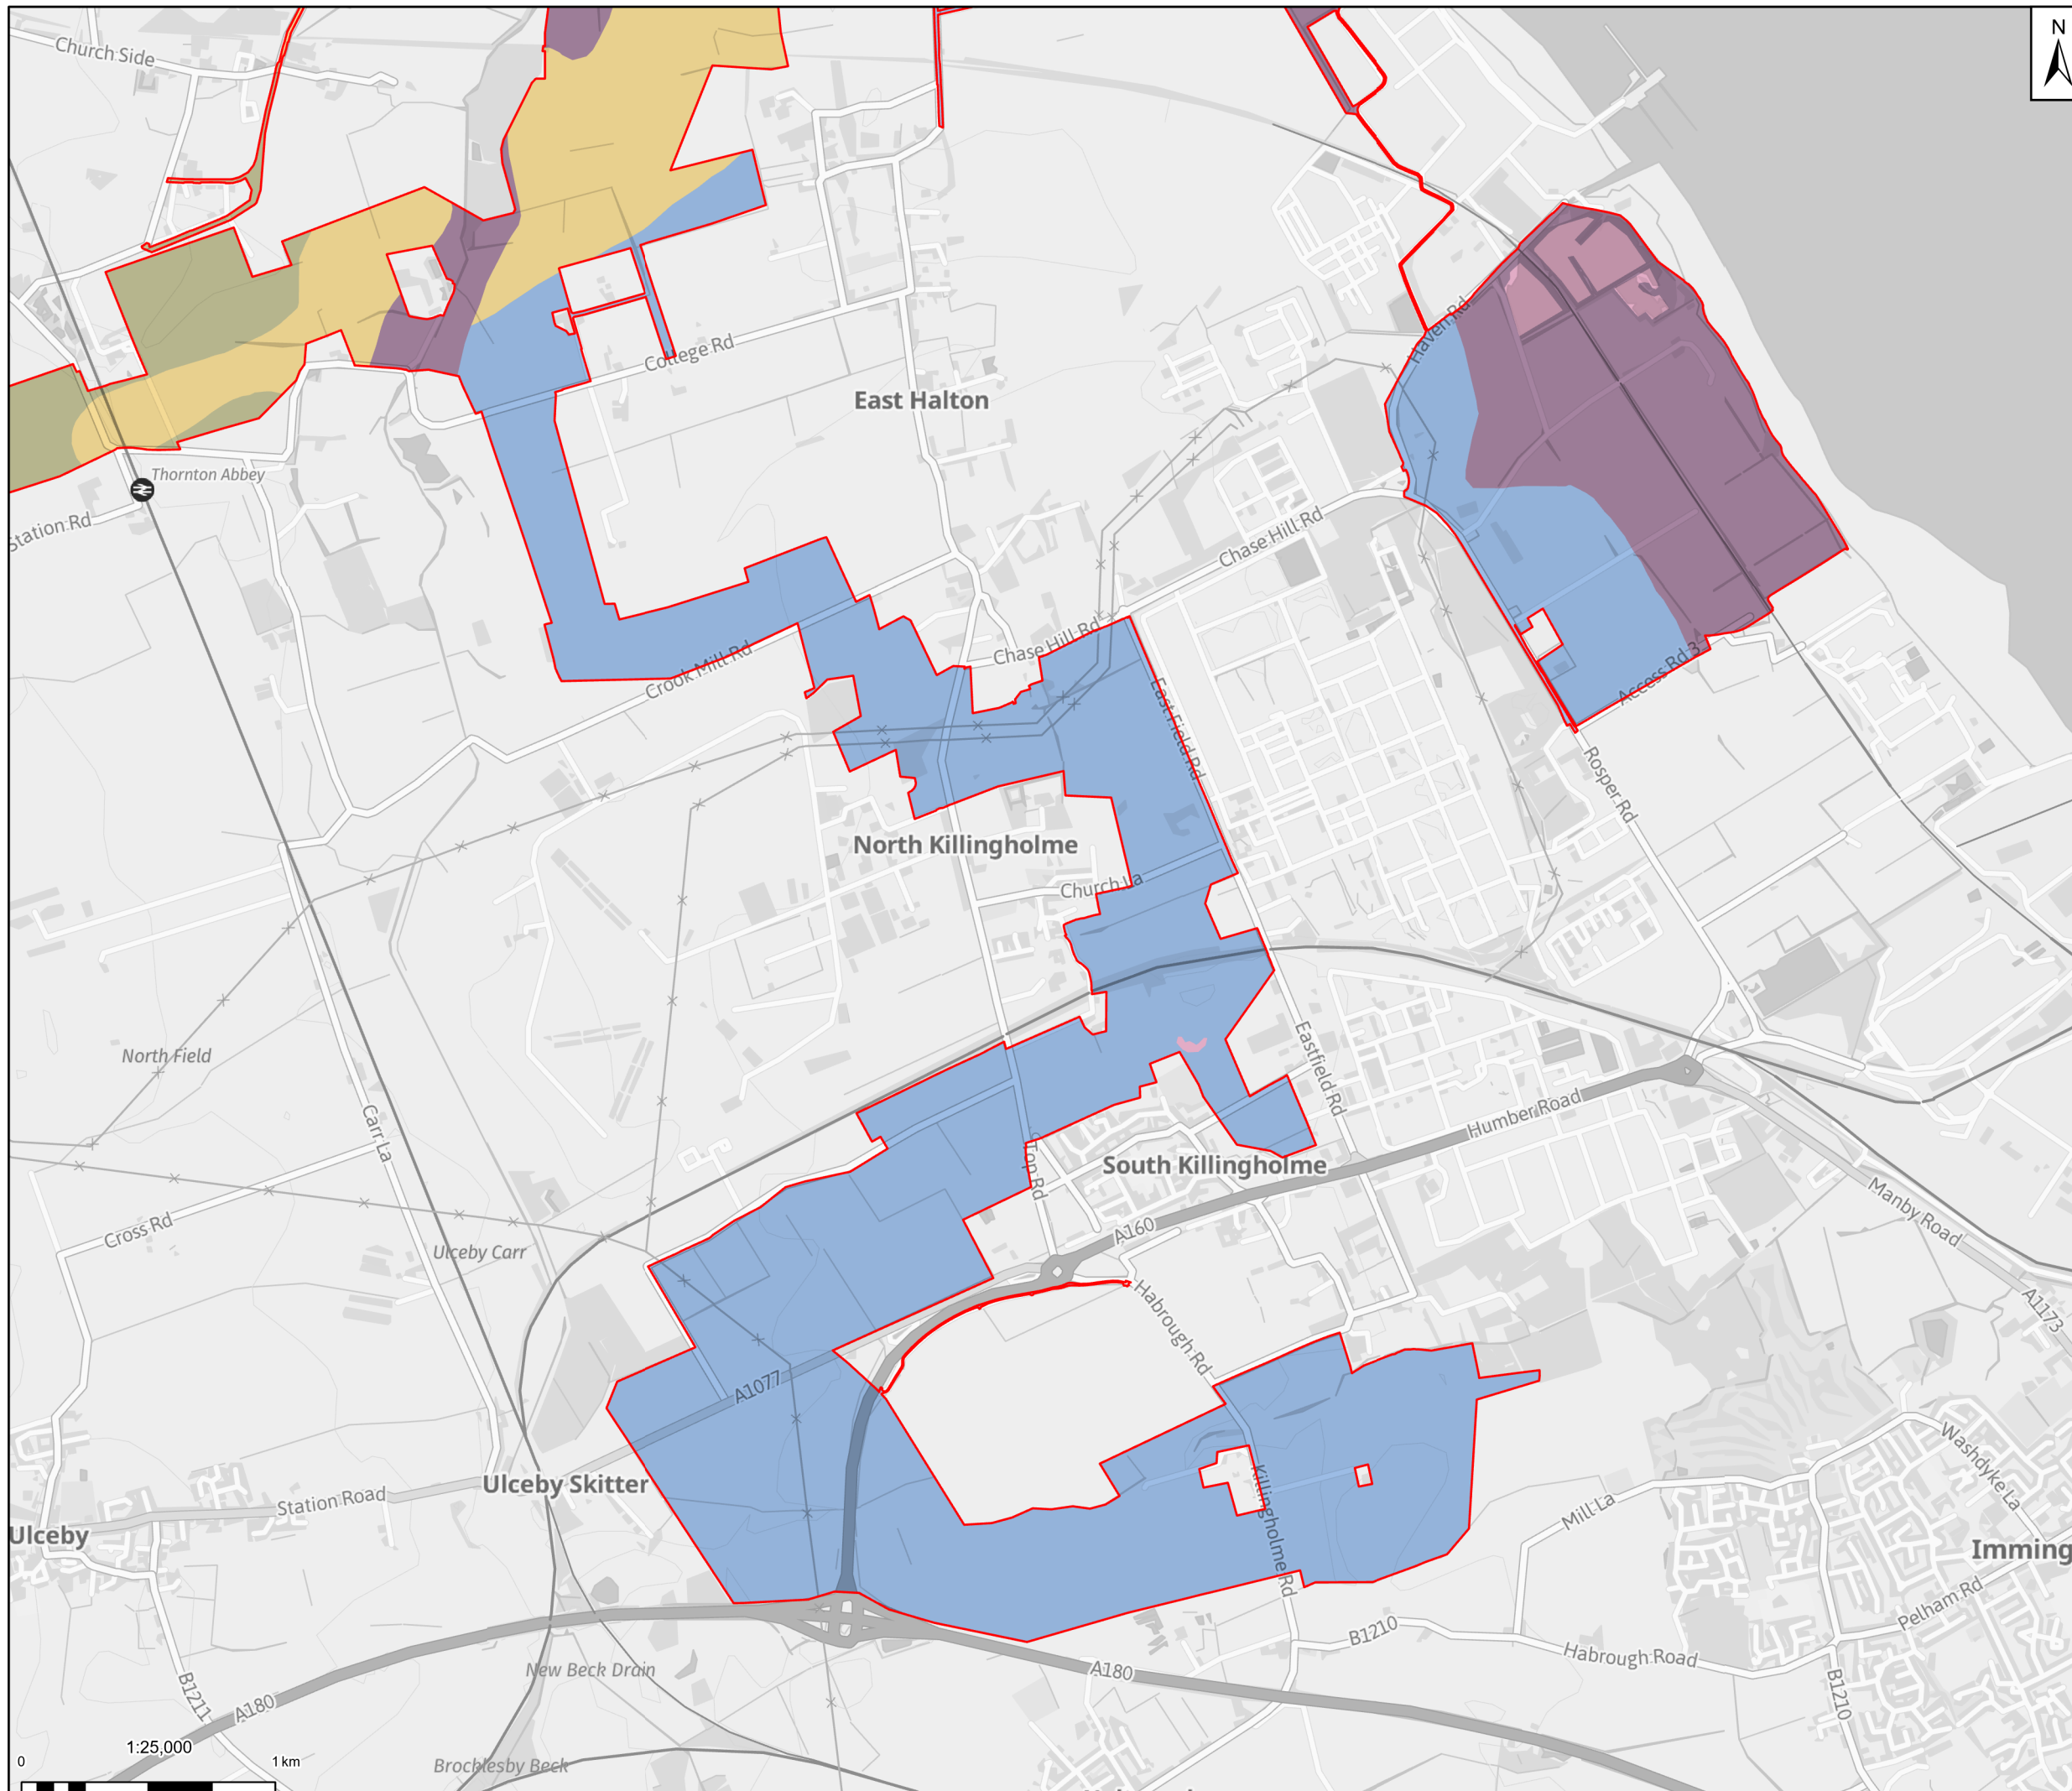 N
Church Side
College Rd
East Halton
Haven Rd
Thornton Abbey
Station Rd
Chase Hill Rd
Chase Hill Rd
Crook Mill Rd
Access Rd 3
East Field Rd
Rosper Rd
North Killingholme
Church La
North Field
Eastfield Rd
Carr La
Humber Road
Top Rd
South Killingholme
Manby Road
Cross Rd
Ulceby Carr
A160
Habrough Rd
A1173
A1077
Washdyke La
Ulceby Skitter
Killingholme Rd
Station Road
Mill La
Ulceby
Imming
Pelham Rd
B1210
Habrough Road
New Beck Drain
A180
B1211
B1210
A180
1:25,000
0
1 km
Brocklesby Beck